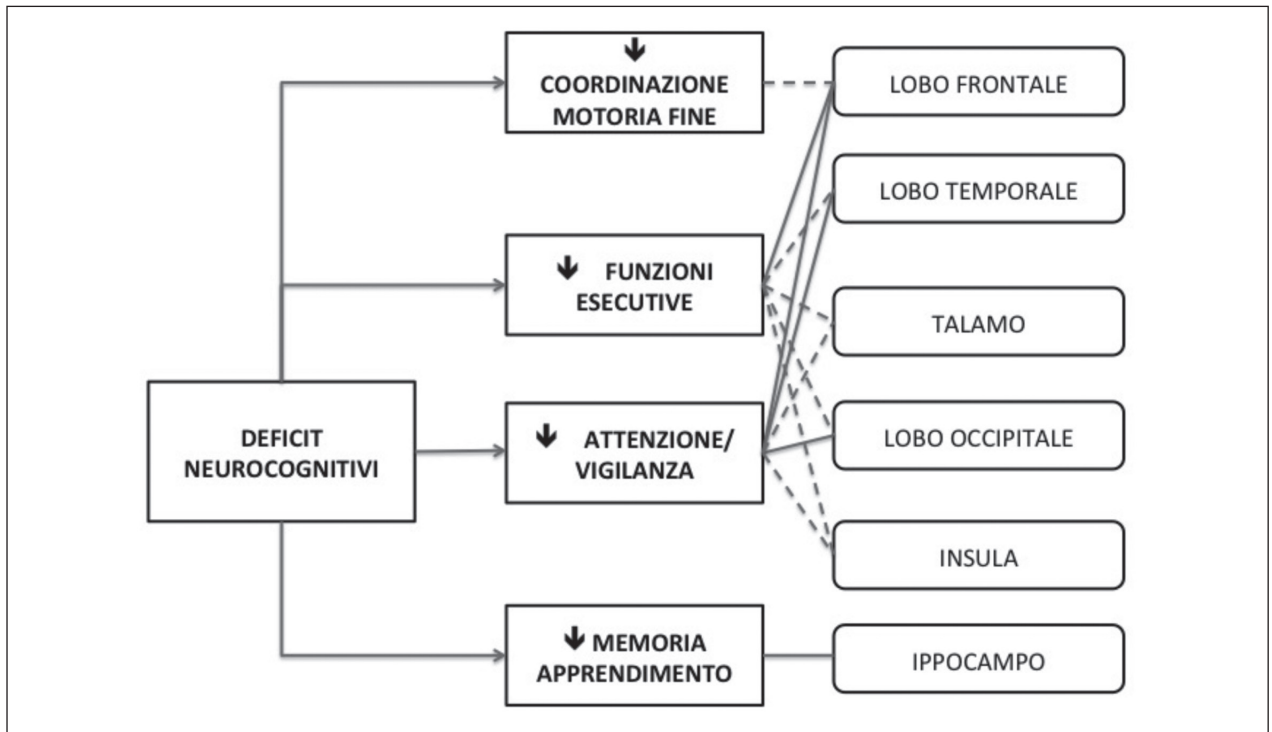 COORDINAZIONE
MOTORIA FINE
LOBO FRONTALE
LOBO TEMPORALE
FUNZIONI
ESECUTIVE
TALAMO
DEFICIT
NEUROCOGNITIVI
ATTENZIONE/
VIGILANZA
LOBO OCCIPITALE
INSULA
MEMORIA
APPRENDIMENTO
IPPOCAMPO